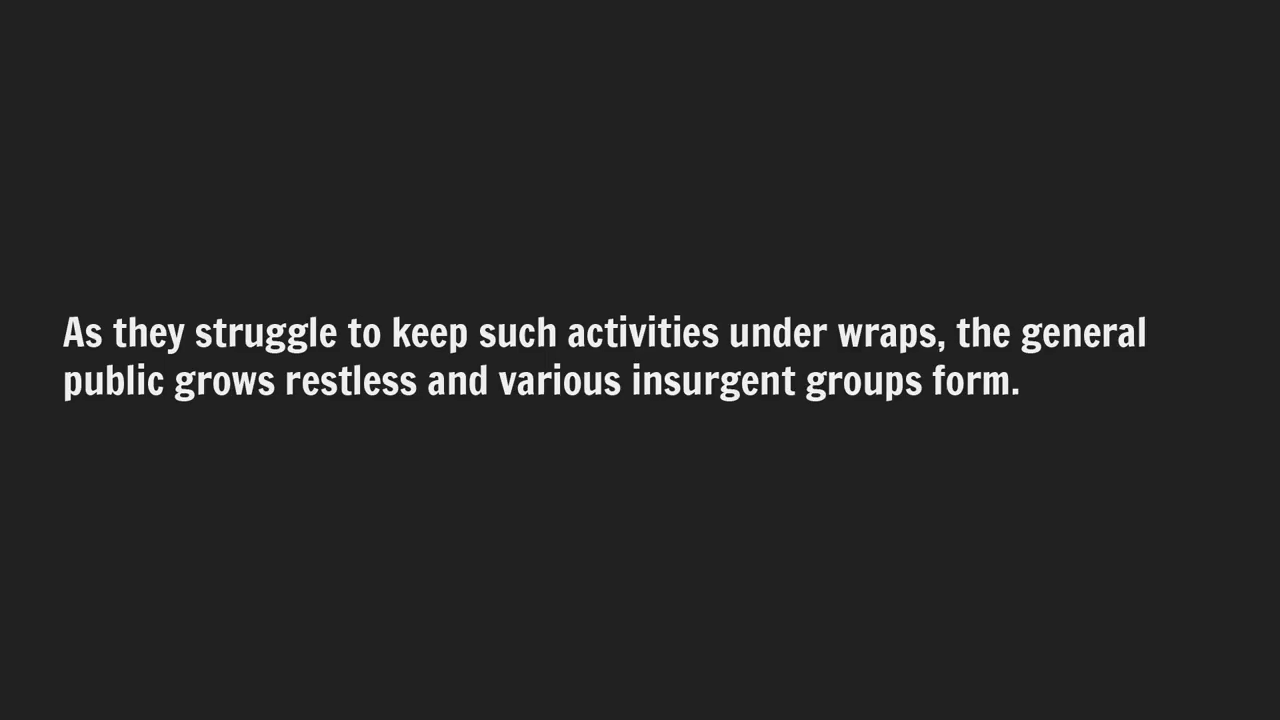 As they struggle to keep such activities under wraps, the general
public grows restless and various insurgent groups form.